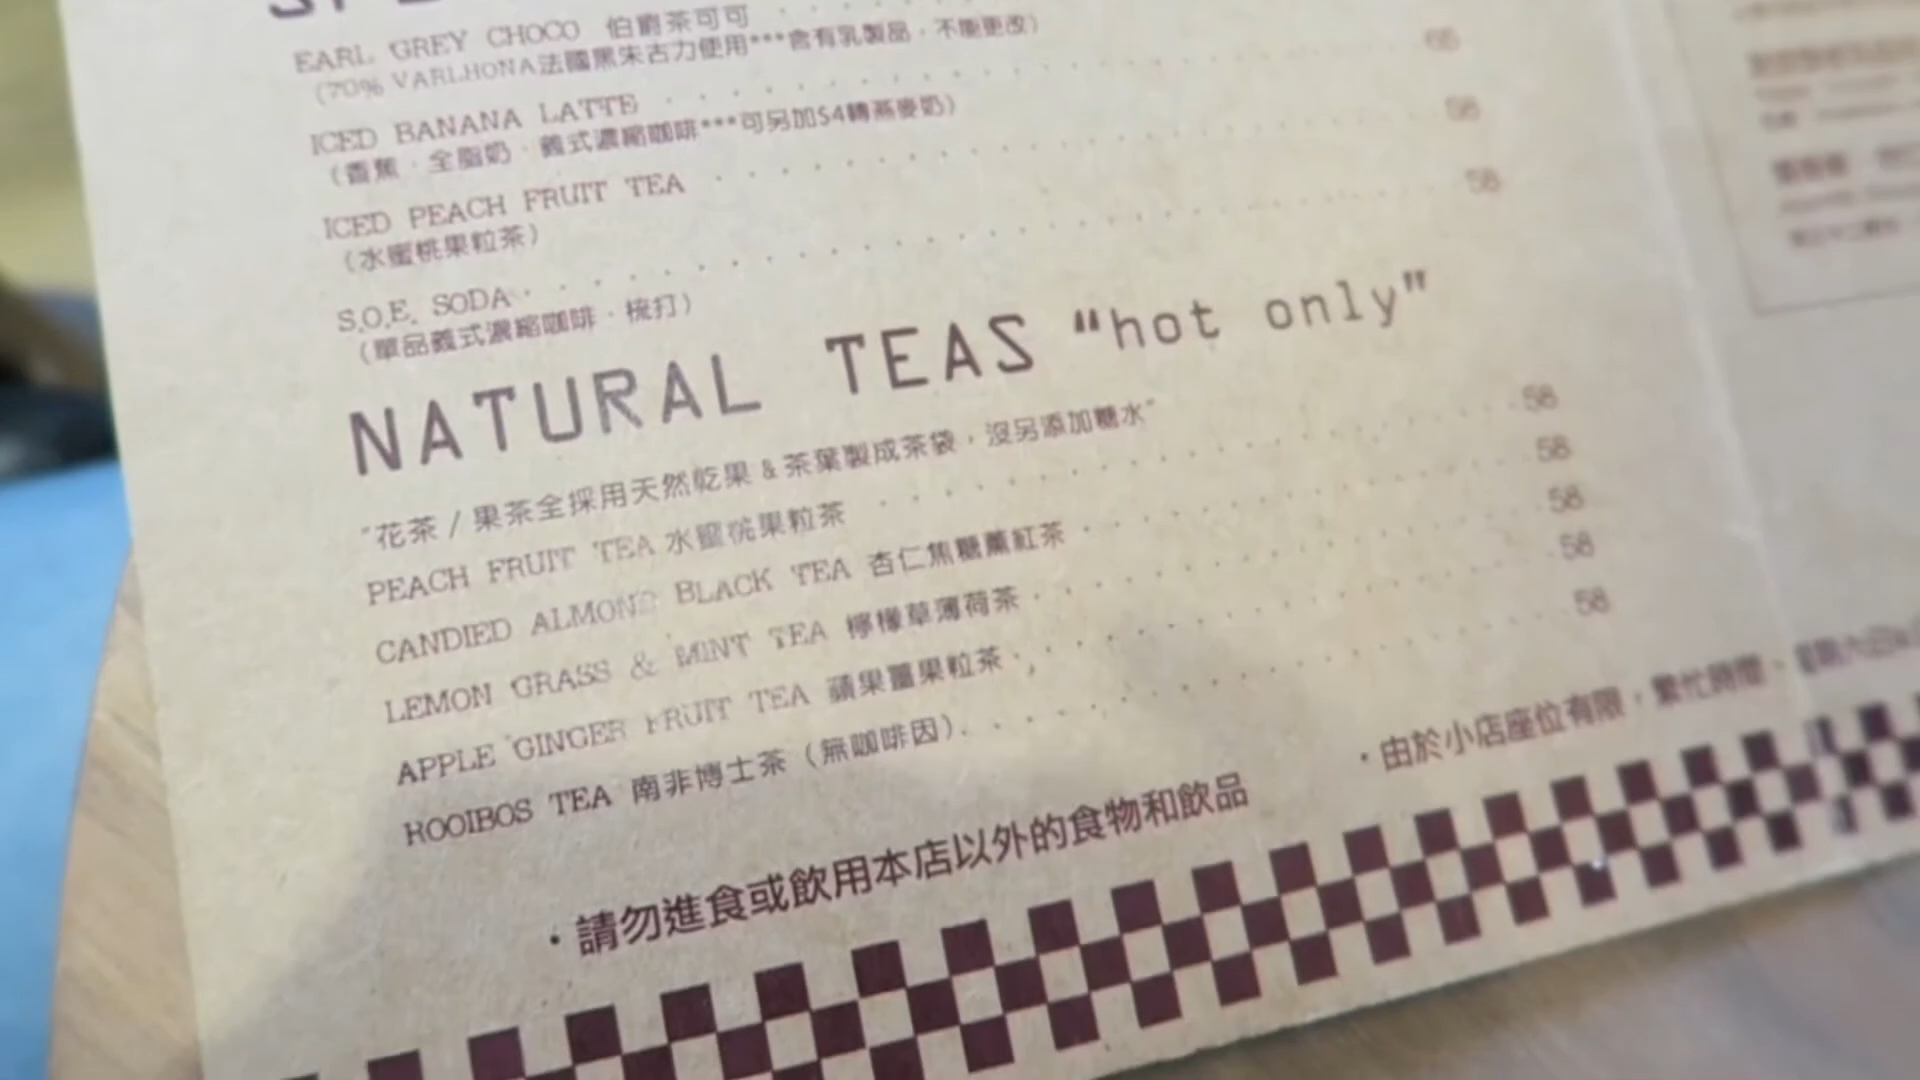 EARL GREY CHOCO 伯爵茶可可
(70% VARLHONA法國黑朱古力使用***含有乳製品，不能更改)
ICED BANANA LATTE 65
(香蕉．全脂奶．義式濃縮咖啡***可另加$4轉燕麥奶)
ICED PEACH FRUIT TEA 58
(水蜜桃果粒茶)
S.O.E. SODA 58
(單品義式濃縮咖啡．梳打)
NATURAL TEAS “hot only”
"花茶 / 果茶全採用天然乾果 & 茶葉製成茶袋，沒另添加糖水"
PEACH FRUIT TEA 水蜜桃果粒茶 58
CANDIED ALMOND BLACK TEA 杏仁焦糖薰紅茶 58
LEMON GRASS & MINT TEA 檸檬草薄荷茶 58
APPLE GINGER FRUIT TEA 蘋果薑果粒茶 58
ROOIBOS TEA 南非博士茶 (無咖啡因) 58
．請勿進食或飲用本店以外的食物和飲品
．由於小店座位有限，繁忙時間、星期六日